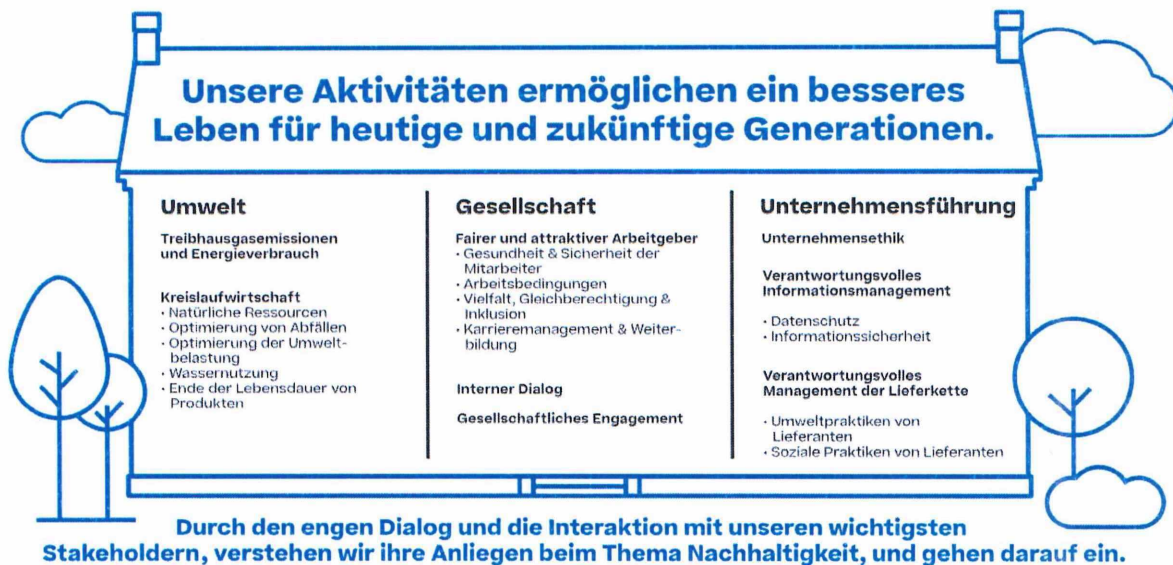 Unsere Aktivitäten ermöglichen ein besseres
Leben für heutige und zukünftige Generationen.
Umwelt
Treibhausgasemissionen
und Energieverbrauch
Kreislaufwirtschaft
· Natürliche Ressourcen
· Optimierung von Abfällen
· Optimierung der Umwelt-
belastung
· Wassernutzung
· Ende der Lebensdauer von
Produkten
Gesellschaft
Fairer und attraktiver Arbeitgeber
· Gesundheit & Sicherheit der
Mitarbeiter
· Arbeitsbedingungen
· Vielfalt, Gleichberechtigung &
Inklusion
· Karrieremanagement & Weiter-
bildung
Interner Dialog
Gesellschaftliches Engagement
Unternehmensführung
Unternehmensethik
Verantwortungsvolles
Informationsmanagement
· Datenschutz
· Informationssicherheit
Verantwortungsvolles
Management der Lieferkette
· Umweltpraktiken von
Lieferanten
· Soziale Praktiken von Lieferanten
Durch den engen Dialog und die Interaktion mit unseren wichtigsten
Stakeholdern, verstehen wir ihre Anliegen beim Thema Nachhaltigkeit, und gehen darauf ein.